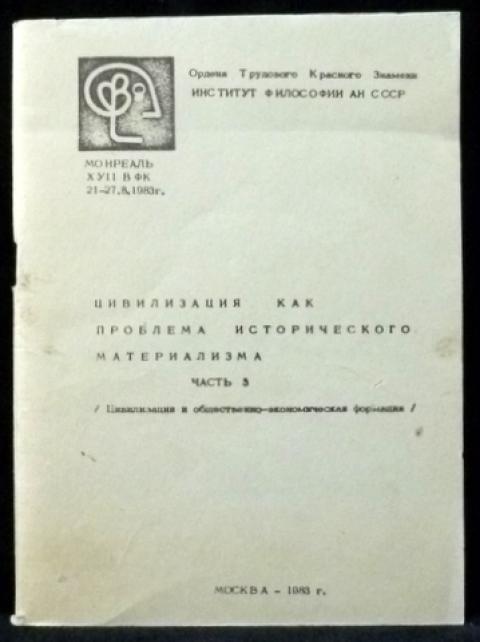 Ордена Трудового Красного Знамени
ИНСТИТУТ ФИЛОСОФИИ АН СССР
МОНРЕАЛЬ
ХУІІ ВФК
21-27.8.1983г.
ЦИВИЛИЗАЦИЯ КАК
ПРОБЛЕМА ИСТОРИЧЕСКОГО
МАТЕРИАЛИЗМА
ЧАСТЬ 3
/ Цивилизация и общественно-экономическая формация /
МОСКВА - 1983 г.